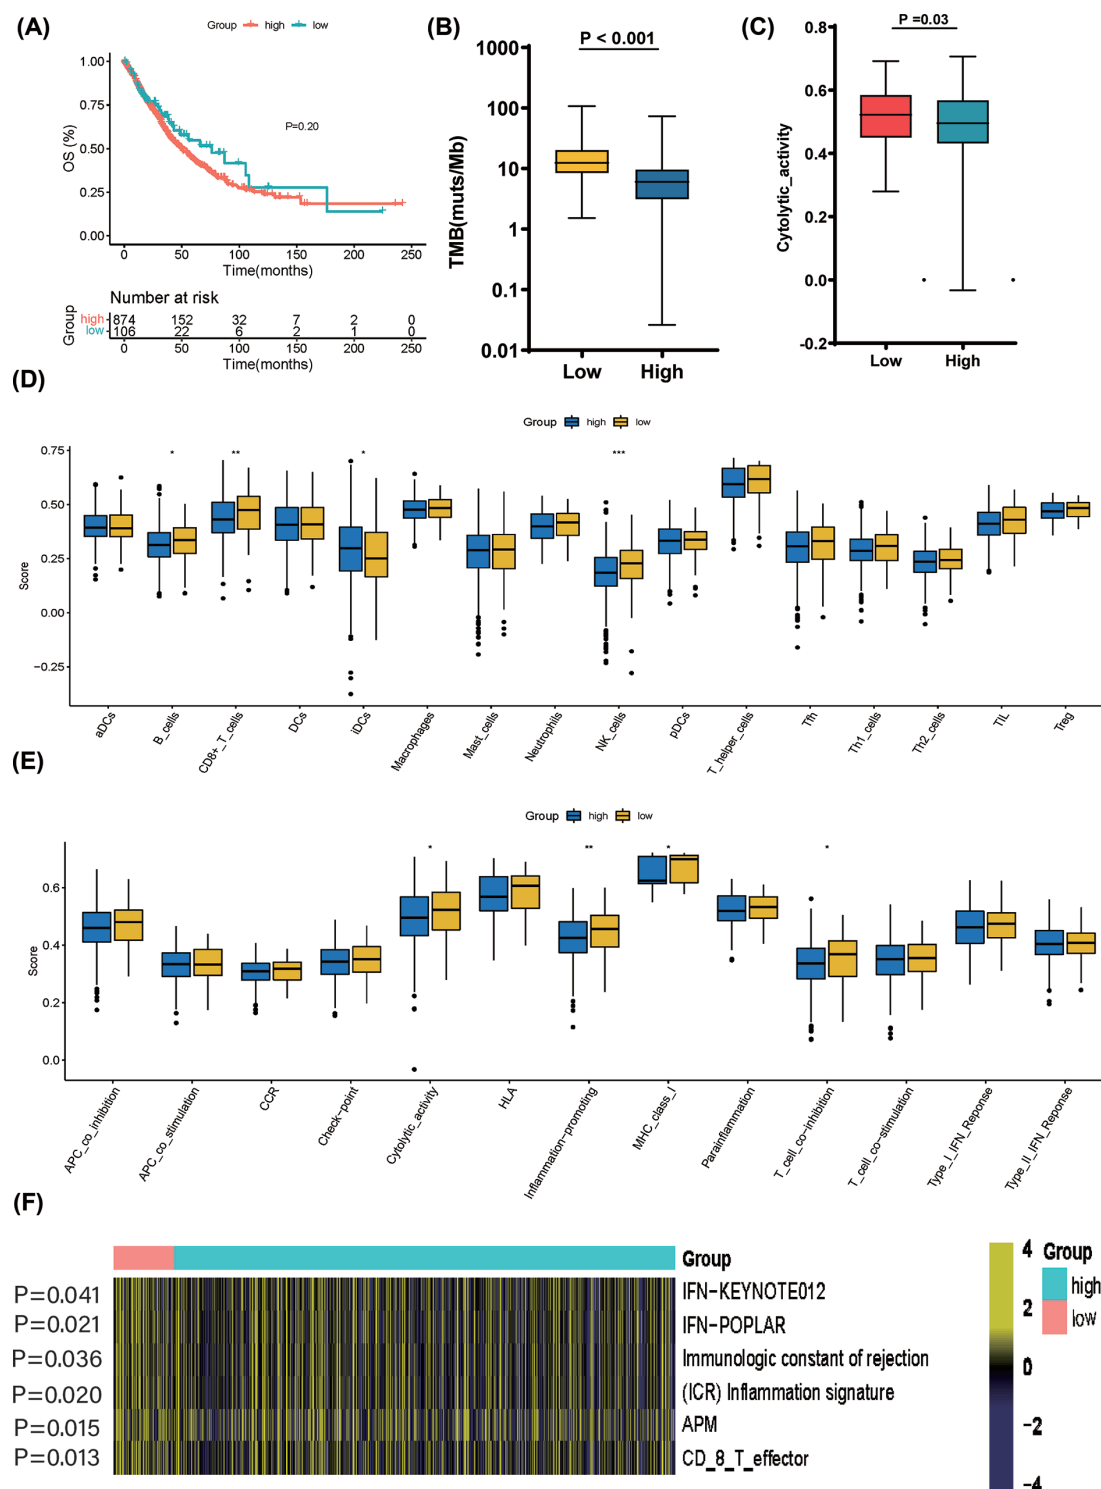 (A)
Group high low
OS (%)
1.00
0.75
0.50
0.25
0.00
P=0.20
0 50 100 150 200 250
Time(months)
Number at risk
Group
high 874 152 32 7 2 0
low 106 22 6 2 1 0
0 50 100 150 200 250
Time(months)
(B)
P < 0.001
TMB(muts/Mb)
1000
100
10
1
0.1
0.01
Low High
(C)
P =0.03
Cytolytic_activity
0.8
0.6
0.4
0.2
0.0
-0.2
Low High
(D)
Group high low
Score
0.75
0.50
0.25
0.00
−0.25
* ** * ***
aDCs
B_cells
CD8+_T_cells
DCs
iDCs
Macrophages
Mast_cells
Neutrophils
NK_cells
pDCs
T_helper_cells
Tfh
Th1_cells
Th2_cells
TIL
Treg
(E)
Group high low
Score
0.6
0.4
0.2
0.0
* ** * *
APC_co_inhibition
APC_co_stimulation
CCR
Check−point
Cytolytic_activity
HLA
Inflammation−promoting
MHC_class_I
Parainflammation
T_cell_co−inhibition
T_cell_co−stimulation
Type_I_IFN_Reponse
Type_II_IFN_Reponse
(F)
Group
P=0.041 IFN−KEYNOTE012
P=0.021 IFN−POPLAR
P=0.036 Immunologic constant of rejection
P=0.020 (ICR) Inflammation signature
P=0.015 APM
P=0.013 CD_8_T_effector
4
2
0
−2
−4
Group
high
low